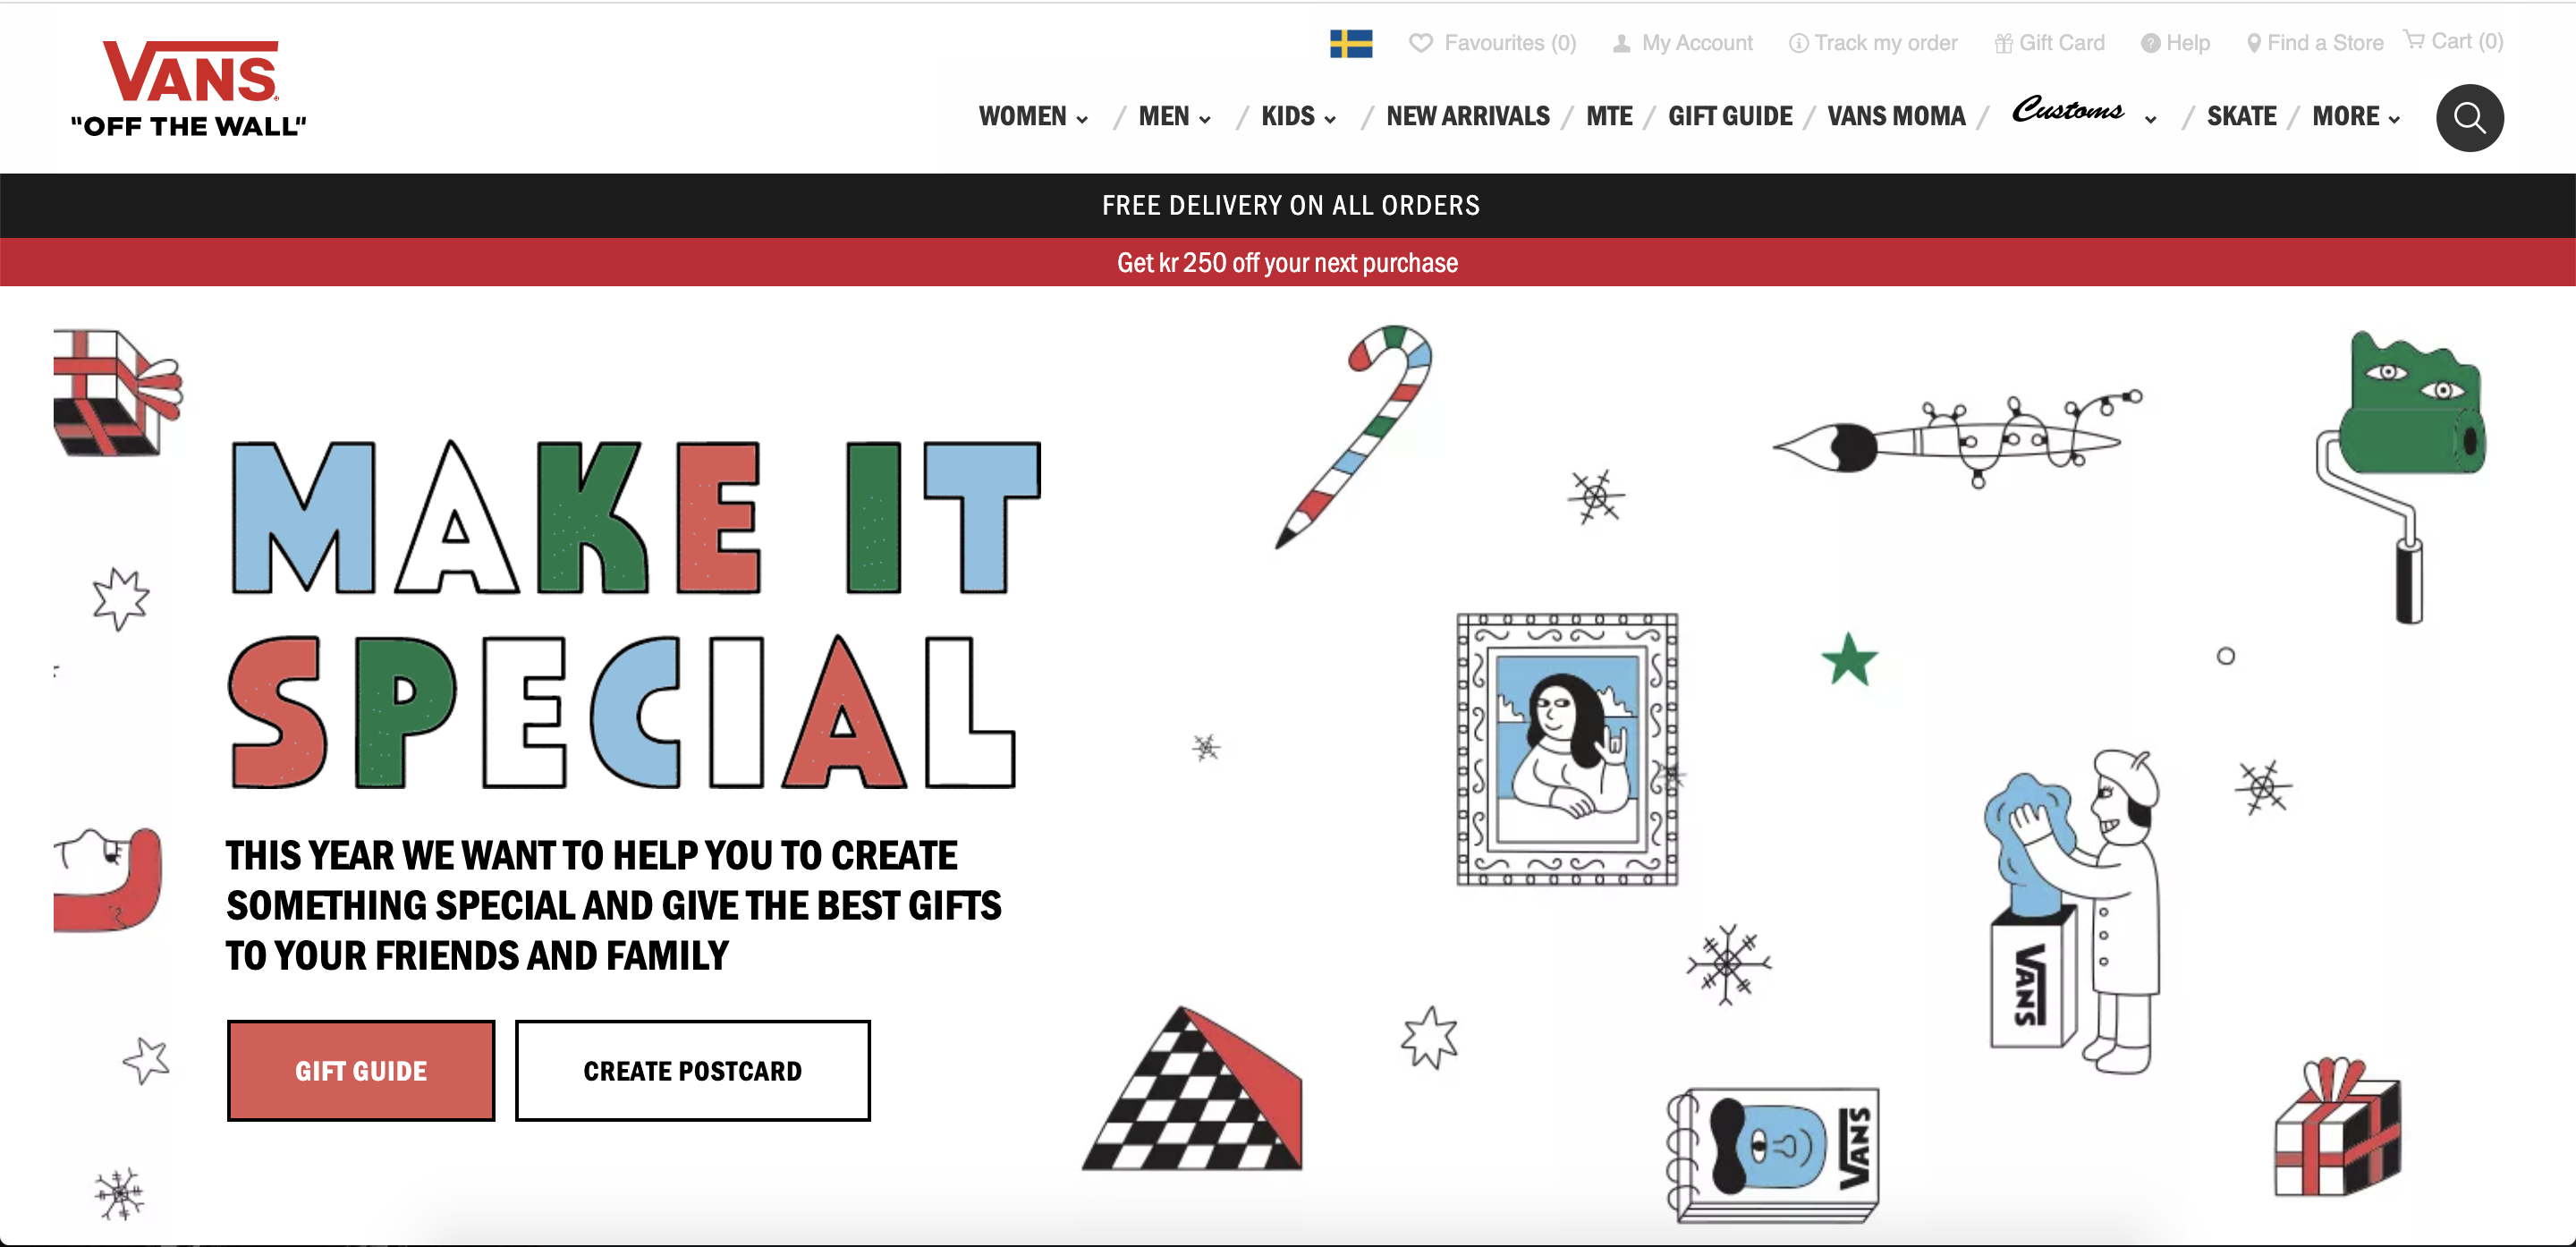 VANS
"OFF THE WALL"
Favourites (0) My Account Track my order Gift Card Help Find a Store Cart (0)
WOMEN / MEN / KIDS / NEW ARRIVALS / MTE / GIFT GUIDE / VANS MOMA / Customs / SKATE / MORE
FREE DELIVERY ON ALL ORDERS
Get kr 250 off your next purchase
MAKE IT
SPECIAL
THIS YEAR WE WANT TO HELP YOU TO CREATE
SOMETHING SPECIAL AND GIVE THE BEST GIFTS
TO YOUR FRIENDS AND FAMILY
GIFT GUIDE
CREATE POSTCARD
VANS
VANS